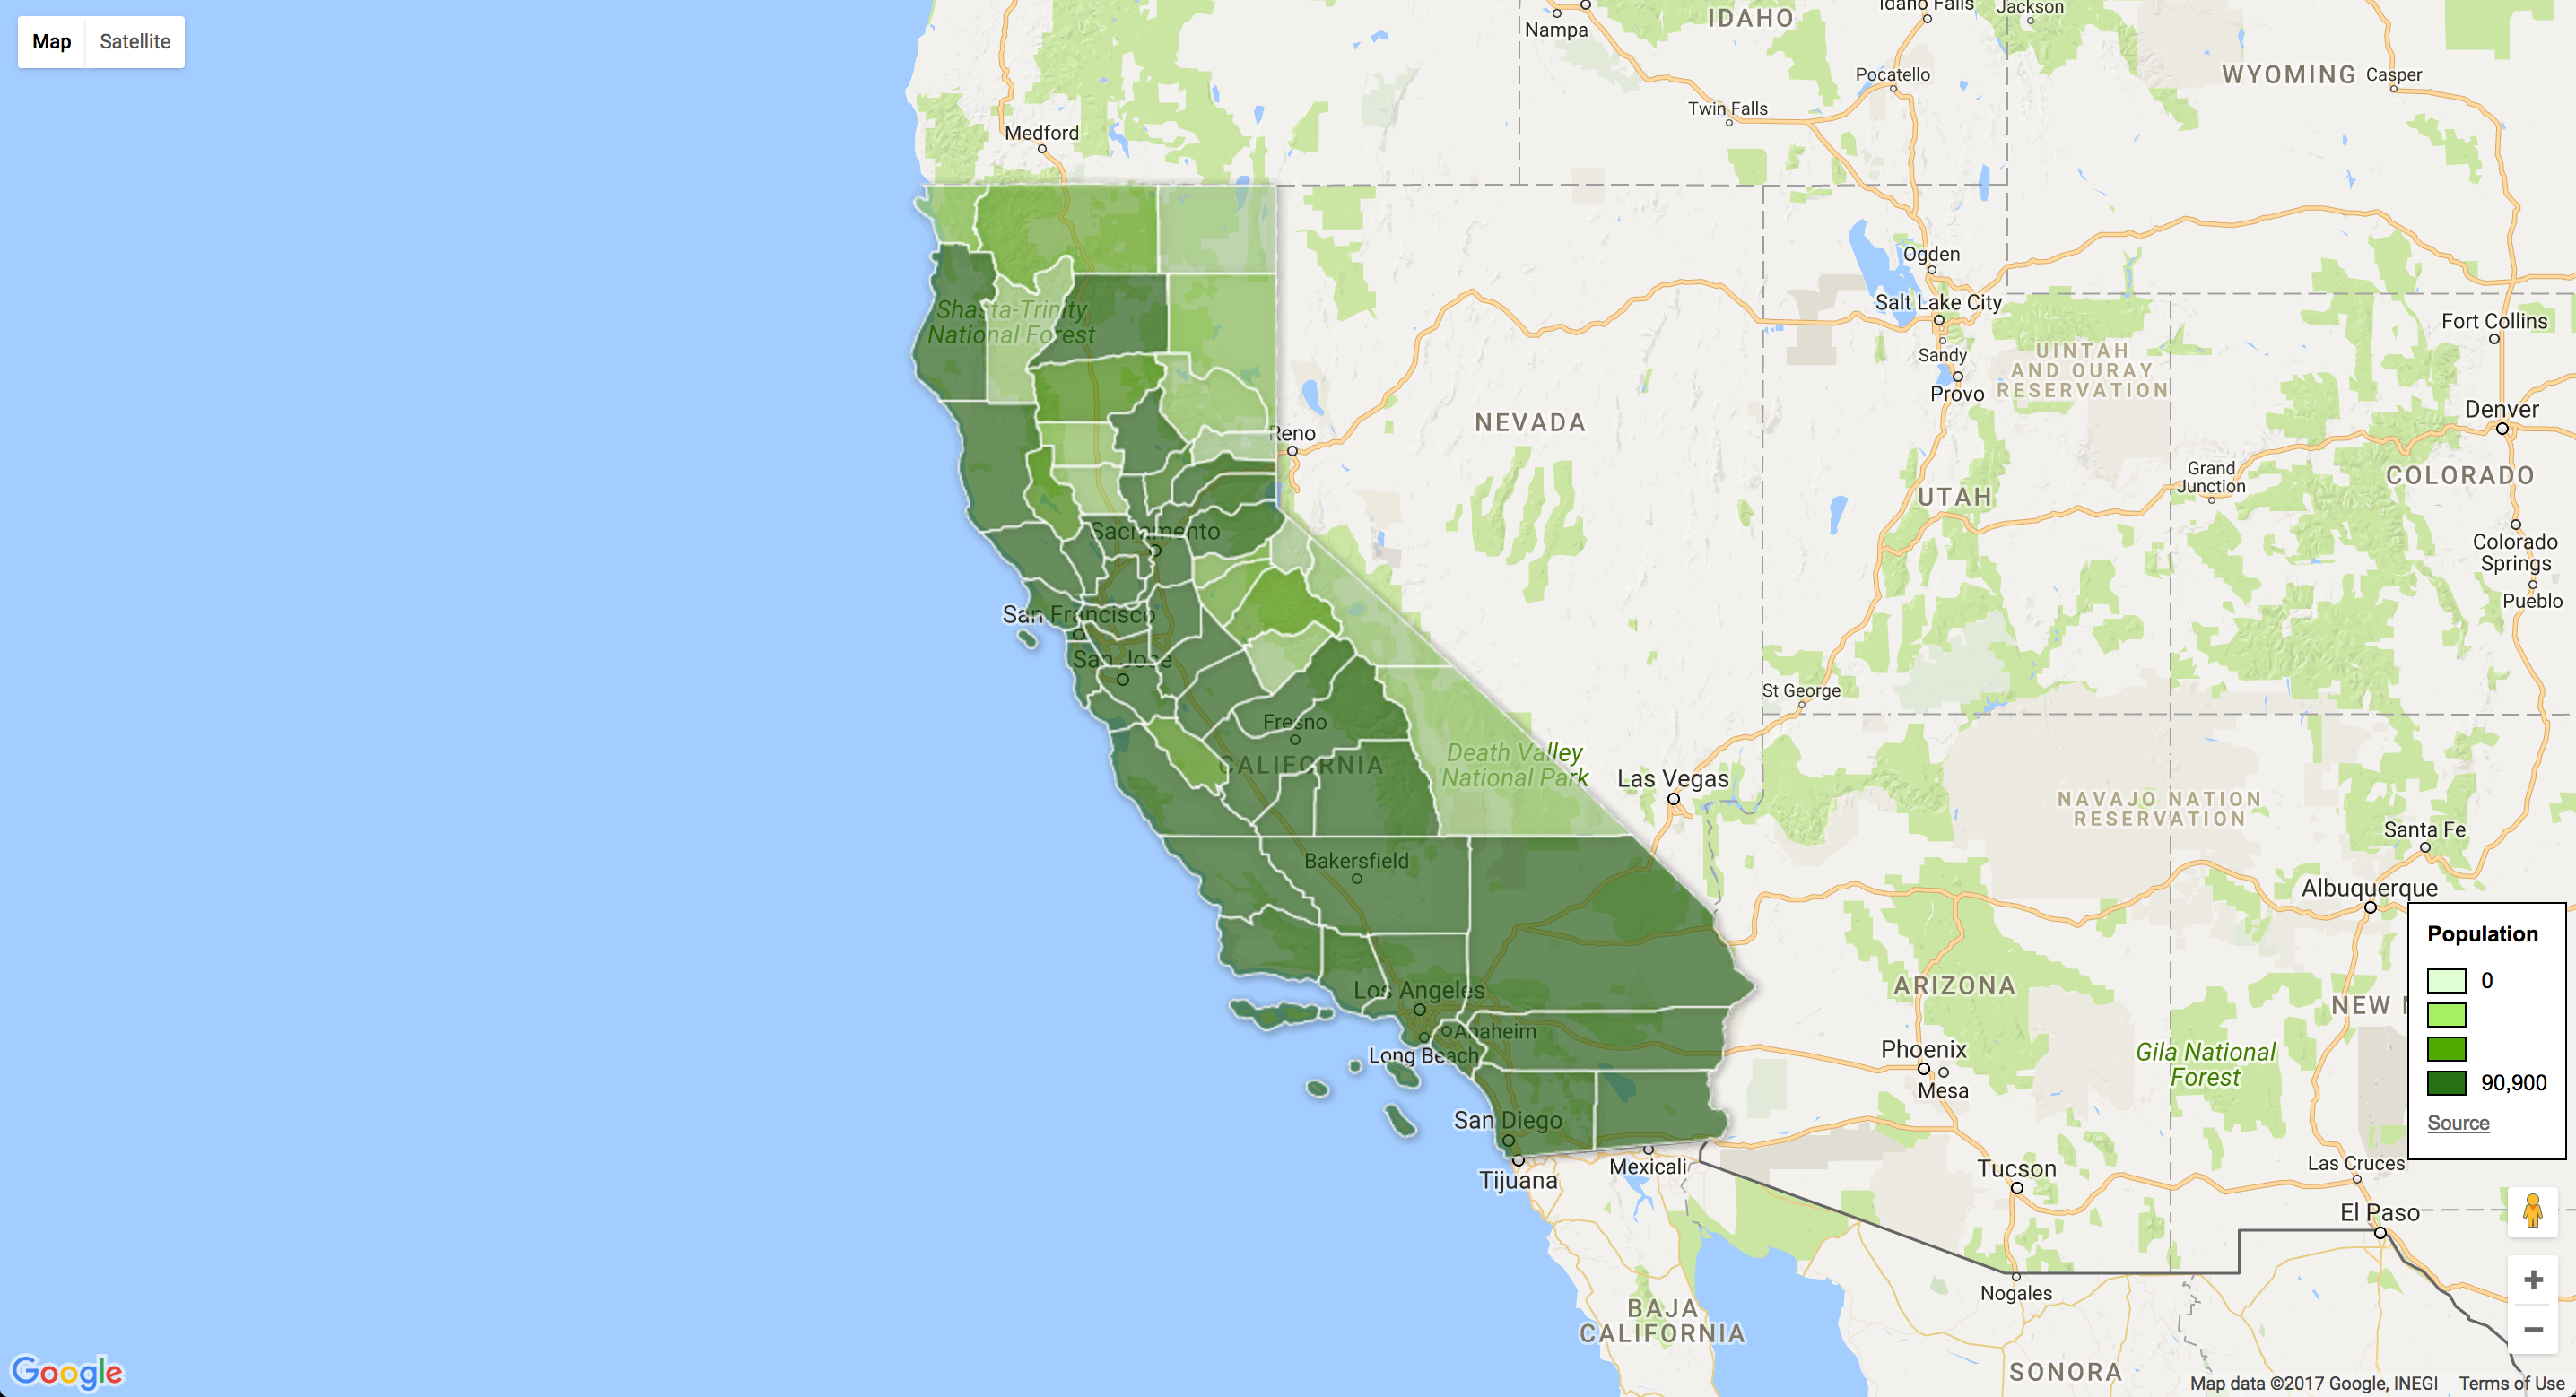 Map
Satellite
Nampa
IDAHO
Idaho Falls
Jackson
Pocatello
Twin Falls
WYOMING
Casper
Medford
Ogden
Salt Lake City
Sandy
Provo
UINTAH
AND OURAY
RESERVATION
Fort Collins
Denver
Shasta-Trinity
National Forest
Reno
NEVADA
UTAH
Grand
Junction
COLORADO
Colorado
Springs
Pueblo
Sacramento
San Francisco
San Jose
Fresno
CALIFORNIA
Death Valley
National Park
St George
Las Vegas
NAVAJO NATION
RESERVATION
Santa Fe
Albuquerque
Bakersfield
Los Angeles
Anaheim
Long Beach
San Diego
Tijuana
Mexicali
ARIZONA
Phoenix
Mesa
Gila National
Forest
NEW
Population
0
90,900
Source
Tucson
Las Cruces
El Paso
Nogales
BAJA
CALIFORNIA
SONORA
Google
Map data ©2017 Google, INEGI
Terms of Use